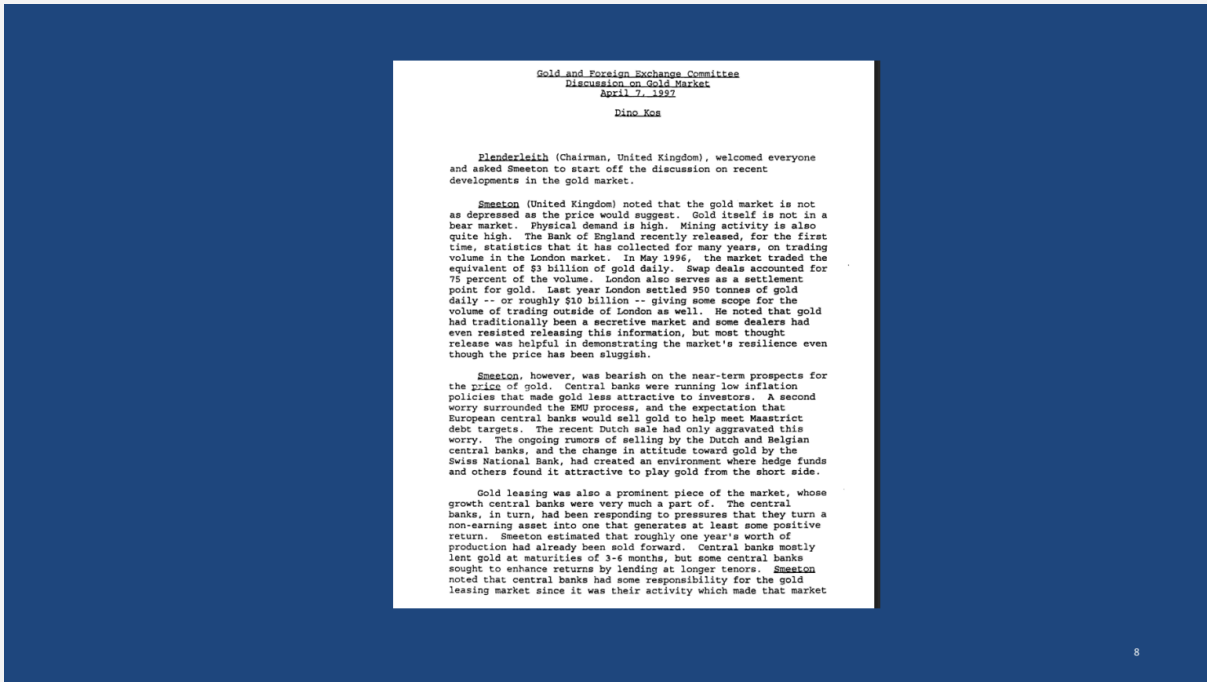 Gold and Foreign Exchange Committee
Discussion on Gold Market
April 7, 1997
Dino Kos
Plenderleith (Chairman, United Kingdom), welcomed everyone
and asked Smeeton to start off the discussion on recent
developments in the gold market.
Smeeton (United Kingdom) noted that the gold market is not
as depressed as the price would suggest. Gold itself is not in a
bear market. Physical demand is high. Mining activity is also
quite high. The Bank of England recently released, for the first
time, statistics that it has collected for many years, on trading
volume in the London market. In May 1996, the market traded the
equivalent of $3 billion of gold daily. Swap deals accounted for
75 percent of the volume. London also serves as a settlement
point for gold. Last year London settled 950 tonnes of gold
daily -- or roughly $10 billion -- giving some scope for the
volume of trading outside of London as well. He noted that gold
had traditionally been a secretive market and some dealers had
even resisted releasing this information, but most thought
release was helpful in demonstrating the market's resilience even
though the price has been sluggish.
Smeeton, however, was bearish on the near-term prospects for
the price of gold. Central banks were running low inflation
policies that made gold less attractive to investors. A second
worry surrounded the EMU process, and the expectation that
European central banks would sell gold to help meet Maastrict
debt targets. The recent Dutch sale had only aggravated this
worry. The ongoing rumors of selling by the Dutch and Belgian
central banks, and the change in attitude toward gold by the
Swiss National Bank, had created an environment where hedge funds
and others found it attractive to play gold from the short side.
Gold leasing was also a prominent piece of the market, whose
growth central banks were very much a part of. The central
banks, in turn, had been responding to pressures that they turn a
non-earning asset into one that generates at least some positive
return. Smeeton estimated that roughly one year's worth of
production had already been sold forward. Central banks mostly
lent gold at maturities of 3-6 months, but some central banks
sought to enhance returns by lending at longer tenors. Smeeton
noted that central banks had some responsibility for the gold
leasing market since it was their activity which made that market
8